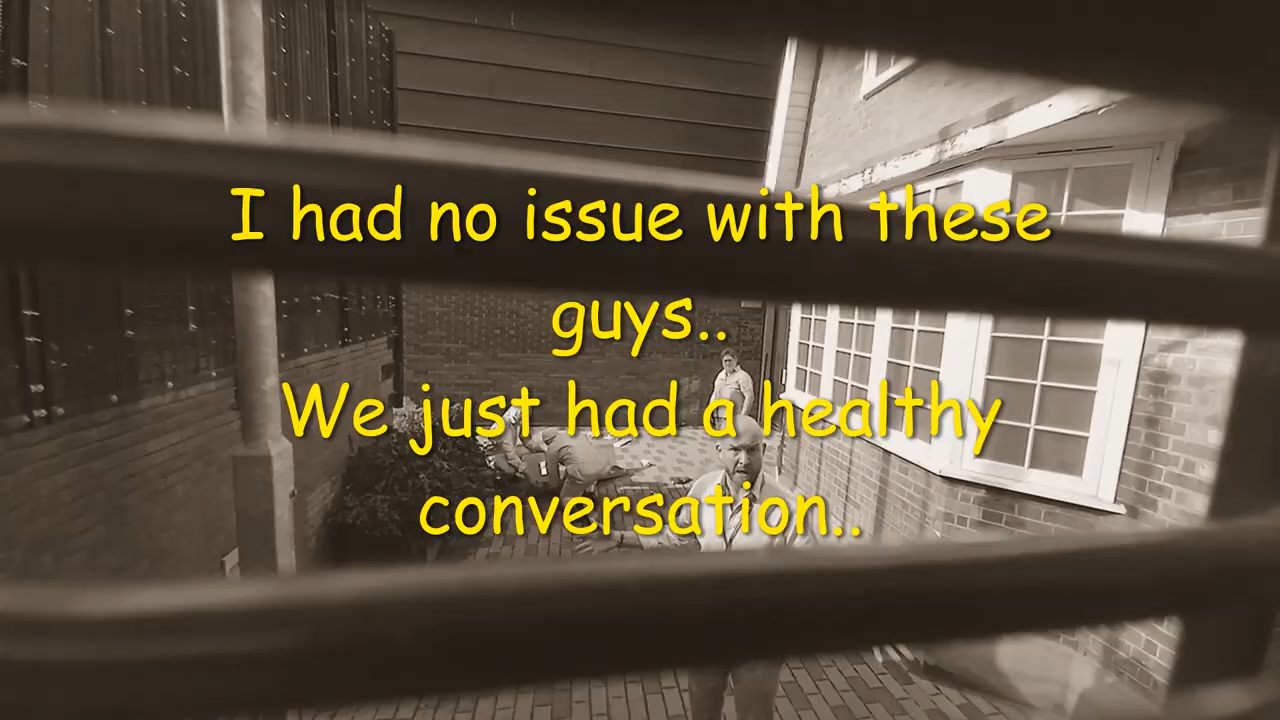 I had no issue with these
guys..
We just had a healthy
conversation..